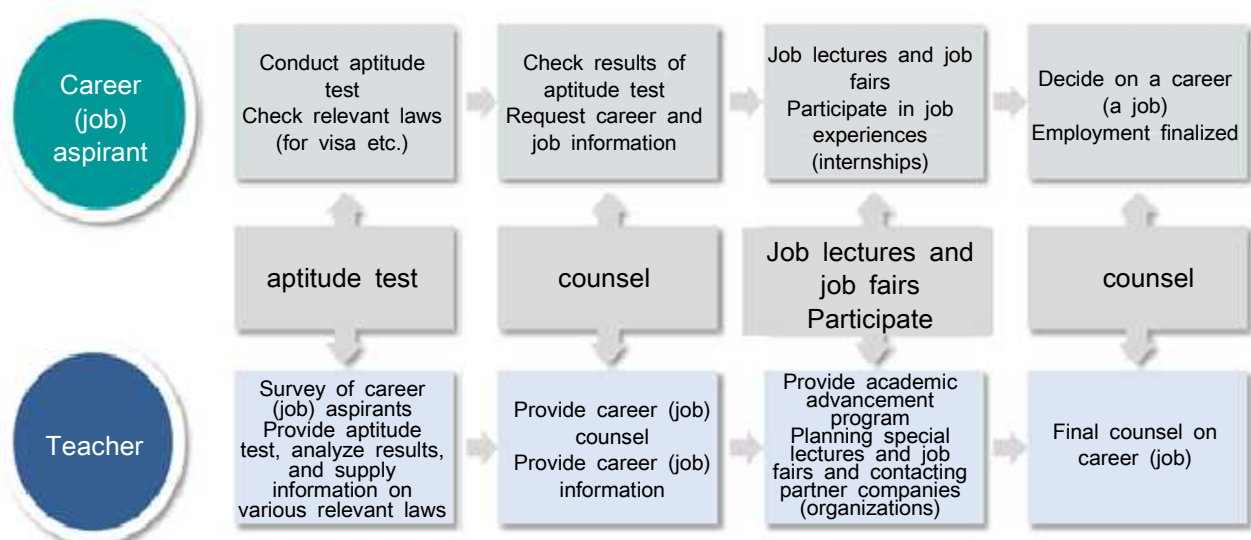 Career
(job)
aspirant
Conduct aptitude
test
Check relevant laws
(for visa etc.)
Check results of
aptitude test
Request career and
job information
Job lectures and job
fairs
Participate in job
experiences
(internships)
Decide on a career
(a job)
Employment finalized
aptitude test
counsel
Job lectures and
job fairs
Participate
counsel
Teacher
Survey of career
(job) aspirants
Provide aptitude
test, analyze results,
and supply
information on
various relevant laws
Provide career (job)
counsel
Provide career (job)
information
Provide academic
advancement
program
Planning special
lectures and job
fairs and contacting
partner companies
(organizations)
Final counsel on
career (job)